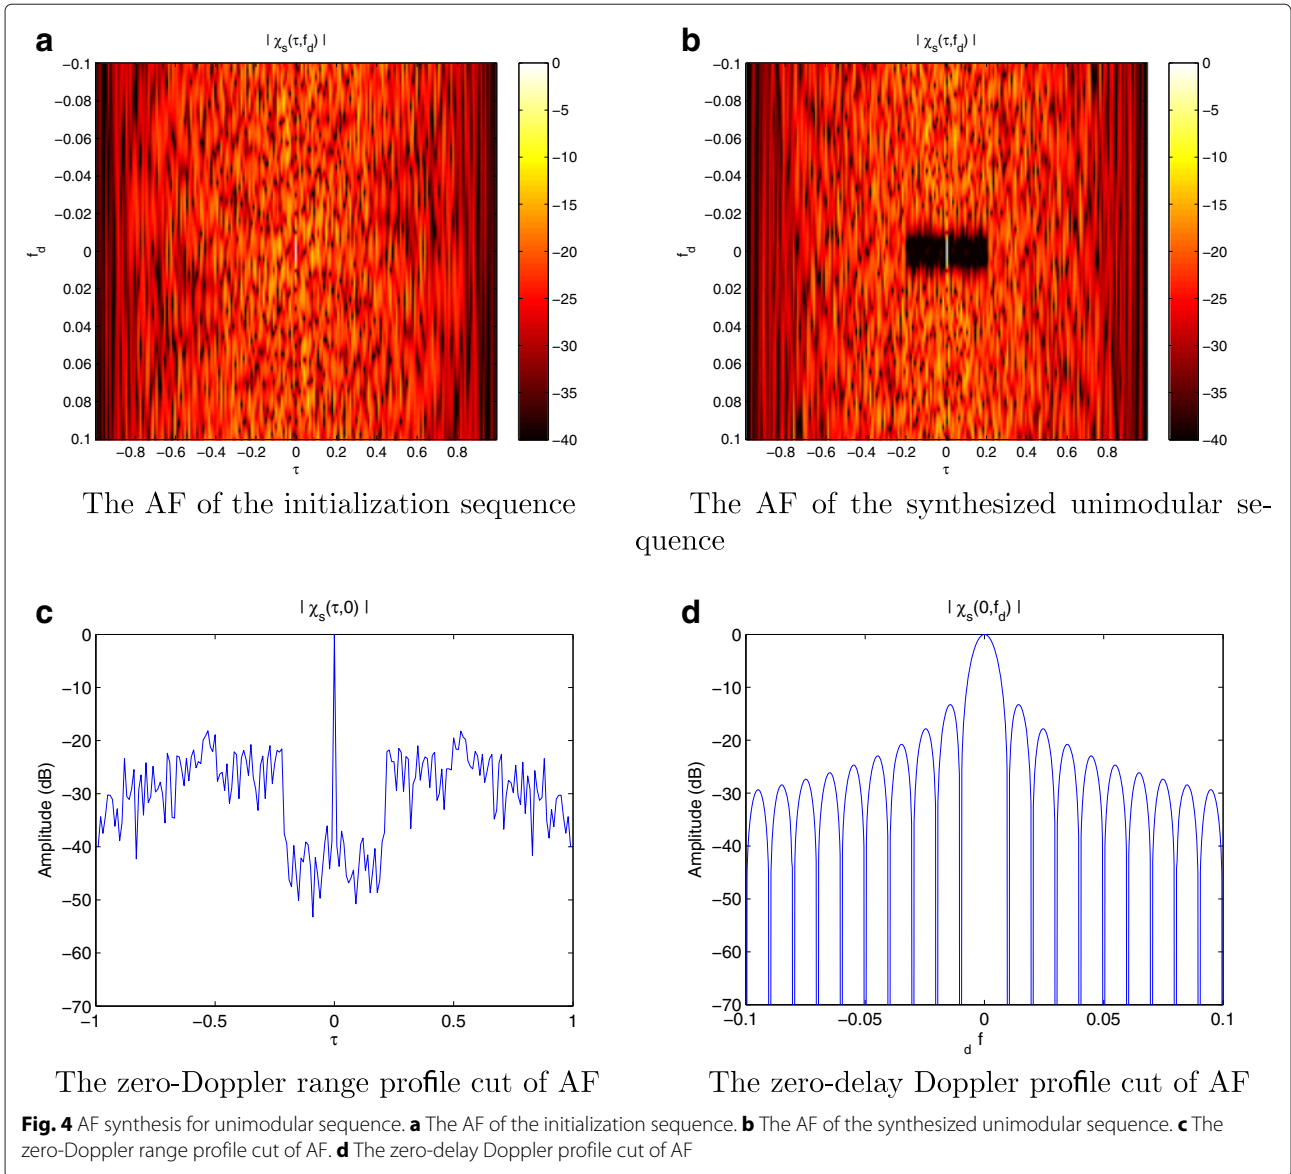 a
| χs(τ,fd) |
−0.1
−0.08
−0.06
−0.04
−0.02
0
0.02
0.04
0.06
0.08
0.1
fd
−0.8 −0.6 −0.4 −0.2 0 0.2 0.4 0.6 0.8
τ
0
−5
−10
−15
−20
−25
−30
−35
−40
The AF of the initialization sequence
b
| χs(τ,fd) |
−0.1
−0.08
−0.06
−0.04
−0.02
0
0.02
0.04
0.06
0.08
0.1
fd
−0.8 −0.6 −0.4 −0.2 0 0.2 0.4 0.6 0.8
τ
0
−5
−10
−15
−20
−25
−30
−35
−40
The AF of the synthesized unimodular se-
quence
c
| χs(τ,0) |
0
−10
−20
−30
−40
−50
−60
−70
Amplitude (dB)
−1 −0.5 0 0.5 1
τ
The zero-Doppler range profile cut of AF
d
| χs(0,fd) |
0
−10
−20
−30
−40
−50
−60
−70
Amplitude (dB)
−0.1 −0.05 0 0.05 0.1
d f
The zero-delay Doppler profile cut of AF
Fig. 4 AF synthesis for unimodular sequence. a The AF of the initialization sequence. b The AF of the synthesized unimodular sequence. c The
zero-Doppler range profile cut of AF. d The zero-delay Doppler profile cut of AF